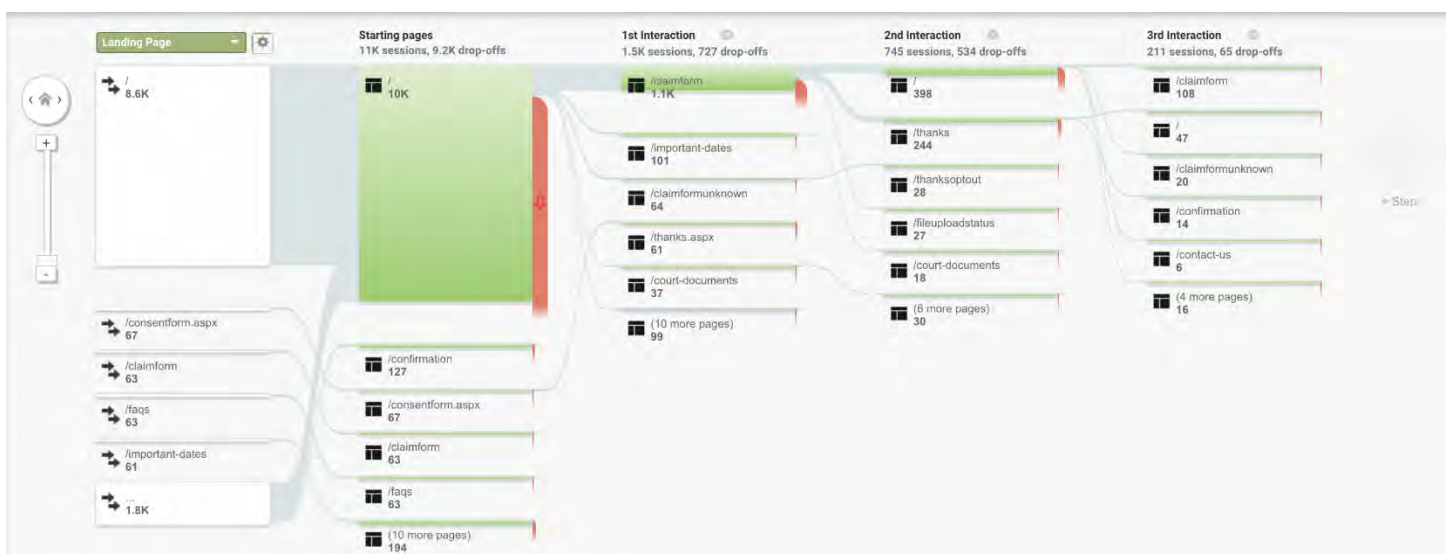 Landing Page
/
8.6K
/consentform.aspx
67
/claimform
63
/faqs
63
/important-dates
61
...
1.8K
Starting pages
11K sessions, 9.2K drop-offs
/
10K
/confirmation
127
/consentform.aspx
67
/claimform
63
/faqs
63
(10 more pages)
194
1st Interaction
1.5K sessions, 727 drop-offs
/claimform
1.1K
/important-dates
101
/claimformunknown
64
/thanks.aspx
61
/court-documents
37
(10 more pages)
99
2nd Interaction
745 sessions, 534 drop-offs
/
398
/thanks
244
/thanksoptout
28
/fileuploadstatus
27
/court-documents
18
(6 more pages)
30
3rd Interaction
211 sessions, 65 drop-offs
/claimform
108
/
47
/claimformunknown
20
/confirmation
14
/contact-us
6
(4 more pages)
16
+ Step